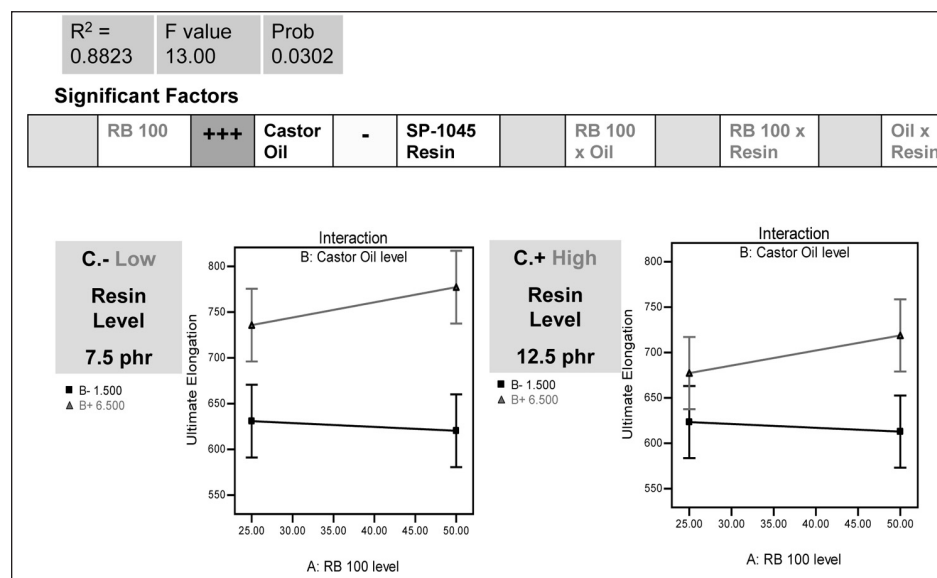 R² =
0.8823
F value
13.00
Prob
0.0302
Significant Factors
RB 100
+++
Castor
Oil
-
SP-1045
Resin
RB 100
x Oil
RB 100 x
Resin
Oil x
Resin
C.- Low
Resin
Level
7.5 phr
B- 1.500
B+ 6.500
Interaction
B: Castor Oil level
Ultimate Elongation
800
750
700
650
600
550
25.00 30.00 35.00 40.00 45.00 50.00
A: RB 100 level
C.+ High
Resin
Level
12.5 phr
B- 1.500
B+ 6.500
Interaction
B: Castor Oil level
Ultimate Elongation
800
750
700
650
600
550
25.00 30.00 35.00 40.00 45.00 50.00
A: RB 100 level